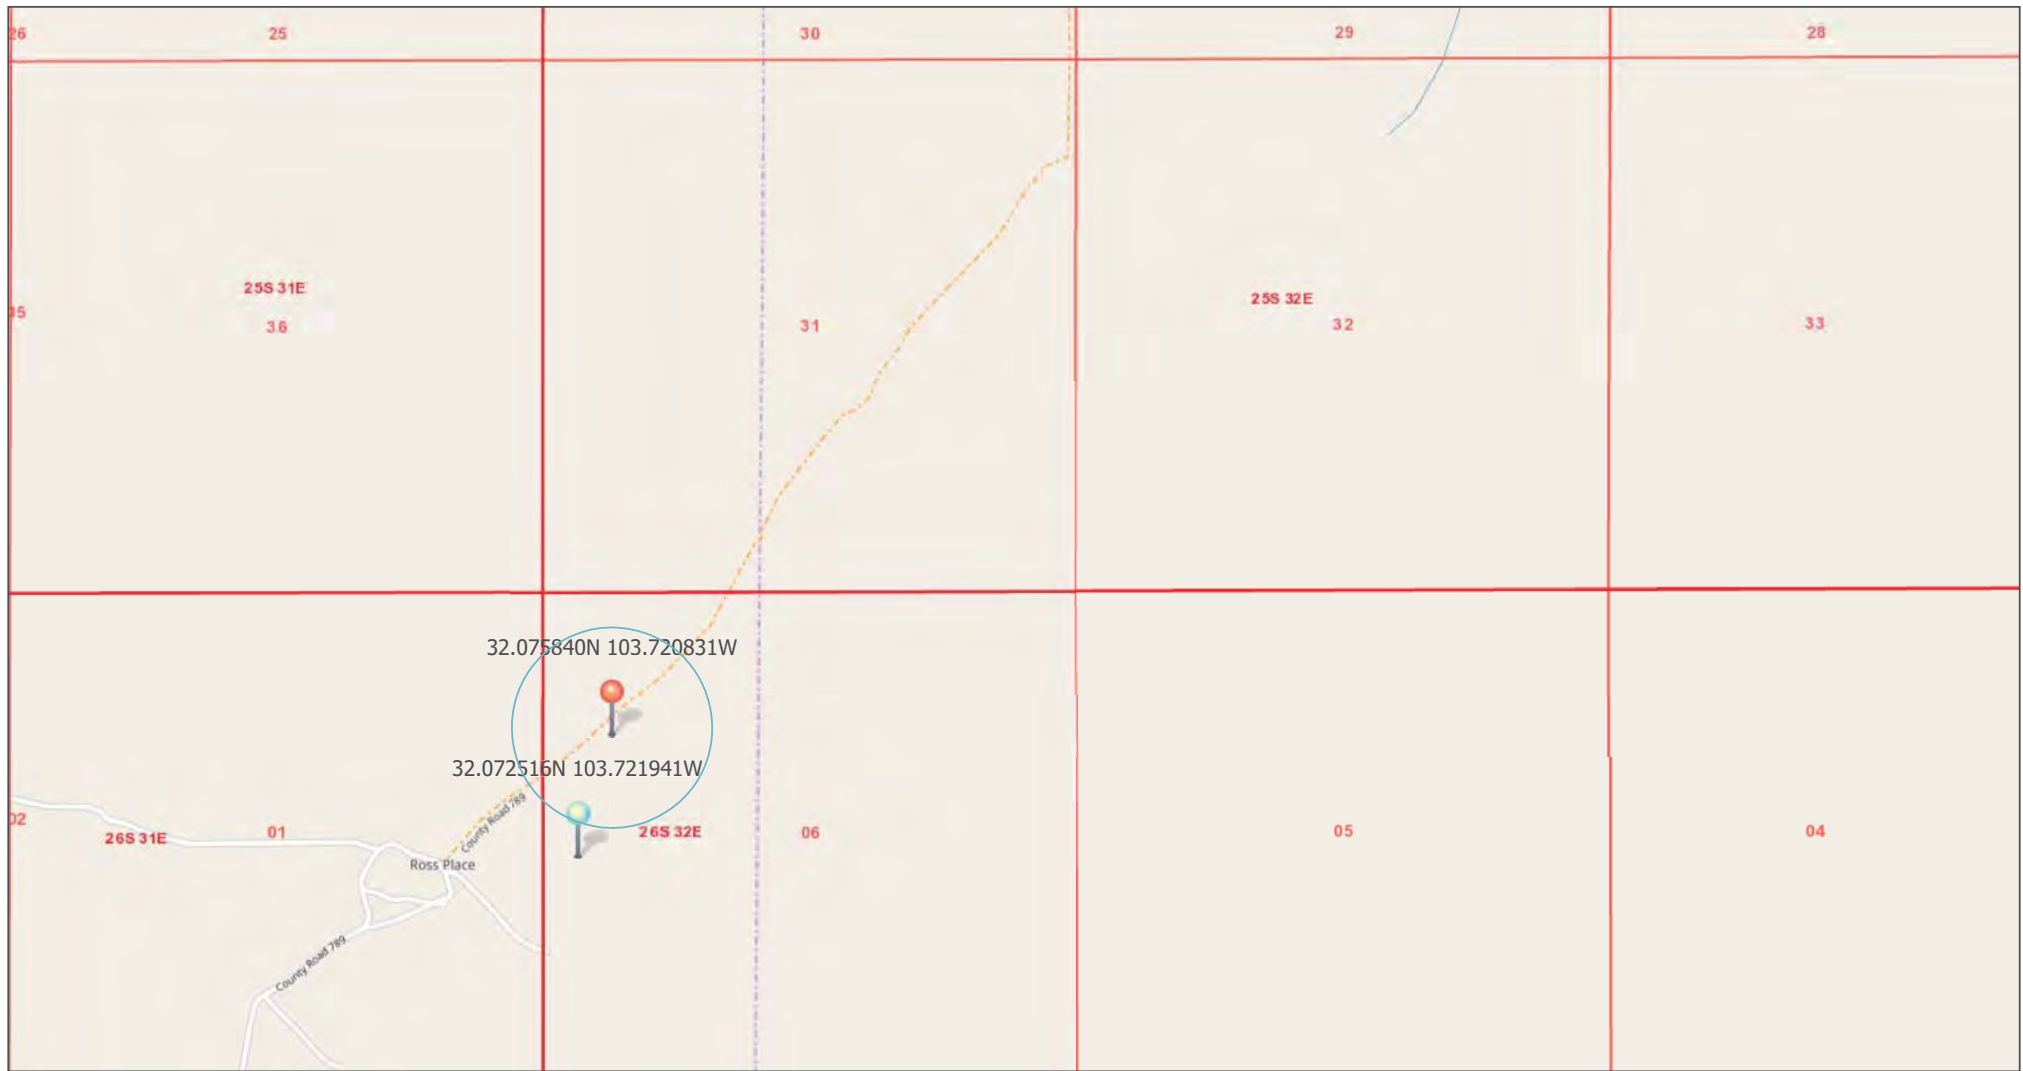 26 25 30 29 28
25S 31E
25S 32E
35 36 31 32 33
32.075840N 103.720831W
32.072516N 103.721941W
County Road 789
02 26S 31E 01 26S 32E 06 05 04
Ross Place
County Road 789